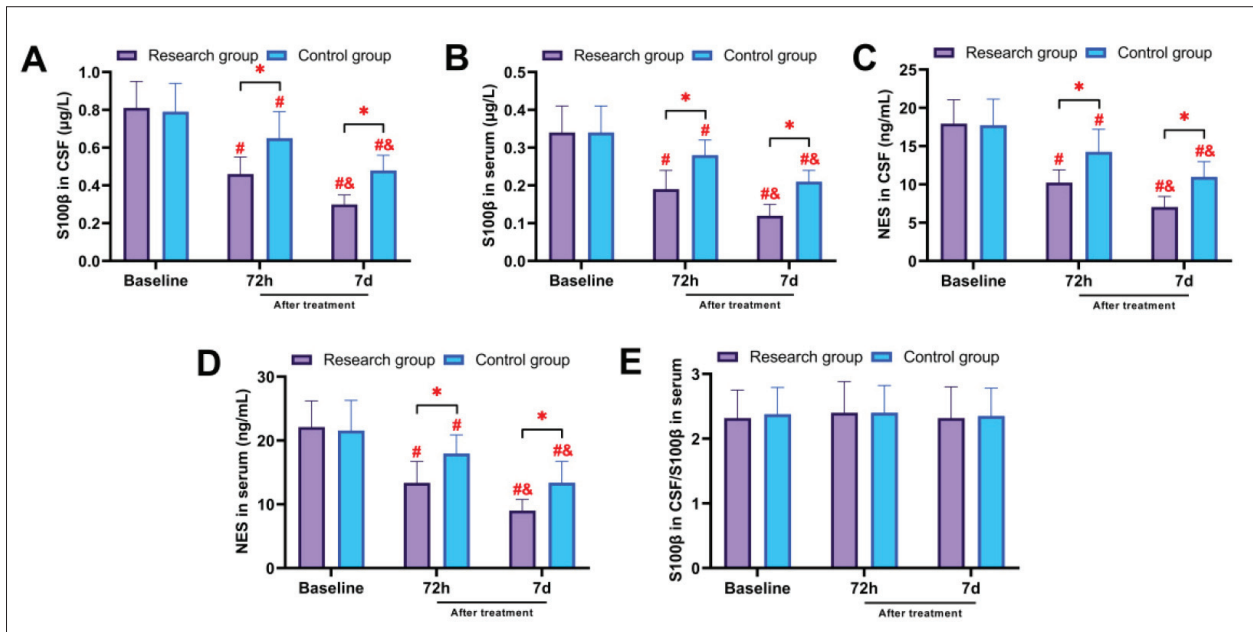 A
Research group
Control group
S100β in CSF (μg/L)
1.0
0.8
0.6
0.4
0.2
0.0
*
#
#
*
#&
#&
Baseline
72h
7d
After treatment
B
Research group
Control group
S100β in serum (μg/L)
0.5
0.4
0.3
0.2
0.1
0.0
*
#
#
*
#&
#&
Baseline
72h
7d
After treatment
C
Research group
Control group
NES in CSF (ng/mL)
25
20
15
10
5
0
*
#
#
*
#&
#&
Baseline
72h
7d
After treatment
D
Research group
Control group
NES in serum (ng/mL)
30
20
10
0
*
#
#
*
#&
#&
Baseline
72h
7d
After treatment
E
Research group
Control group
S100β in CSF/S100β in serum
3
2
1
0
Baseline
72h
7d
After treatment